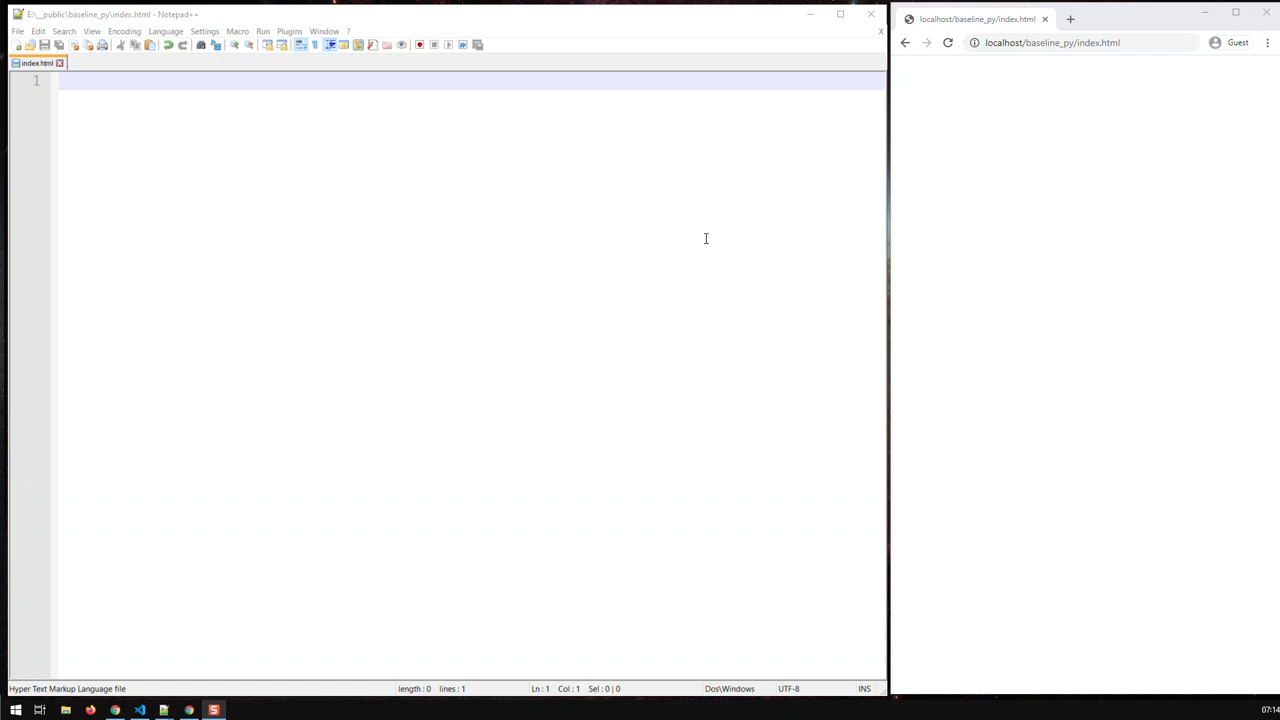 E:\__public\baseline_py\index.html - Notepad++
File Edit Search View Encoding Language Settings Macro Run Plugins Window ?
X
index.html
1
Hyper Text Markup Language file
length : 0 lines : 1
Ln : 1 Col : 1 Sel : 0 | 0
Dos\Windows
UTF-8
INS
localhost/baseline_py/index.html
localhost/baseline_py/index.html
Guest
S
07:14